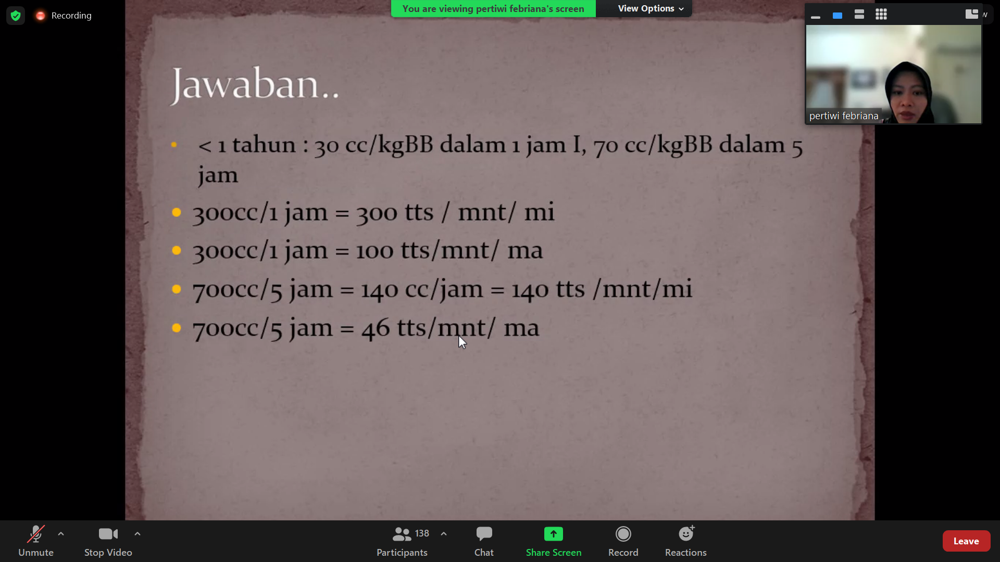 You are viewing pertiwi febriana's screen
View Options
Recording
w
pertiwi febriana
Jawaban..
< 1 tahun : 30 cc/kgBB dalam 1 jam I, 70 cc/kgBB dalam 5
jam
300cc/1 jam = 300 tts / mnt/ mi
300cc/1 jam = 100 tts/mnt/ ma
700cc/5 jam = 140 cc/jam = 140 tts /mnt/mi
700cc/5 jam = 46 tts/mnt/ ma
Unmute
Stop Video
138
Participants
Chat
Share Screen
Record
Reactions
Leave